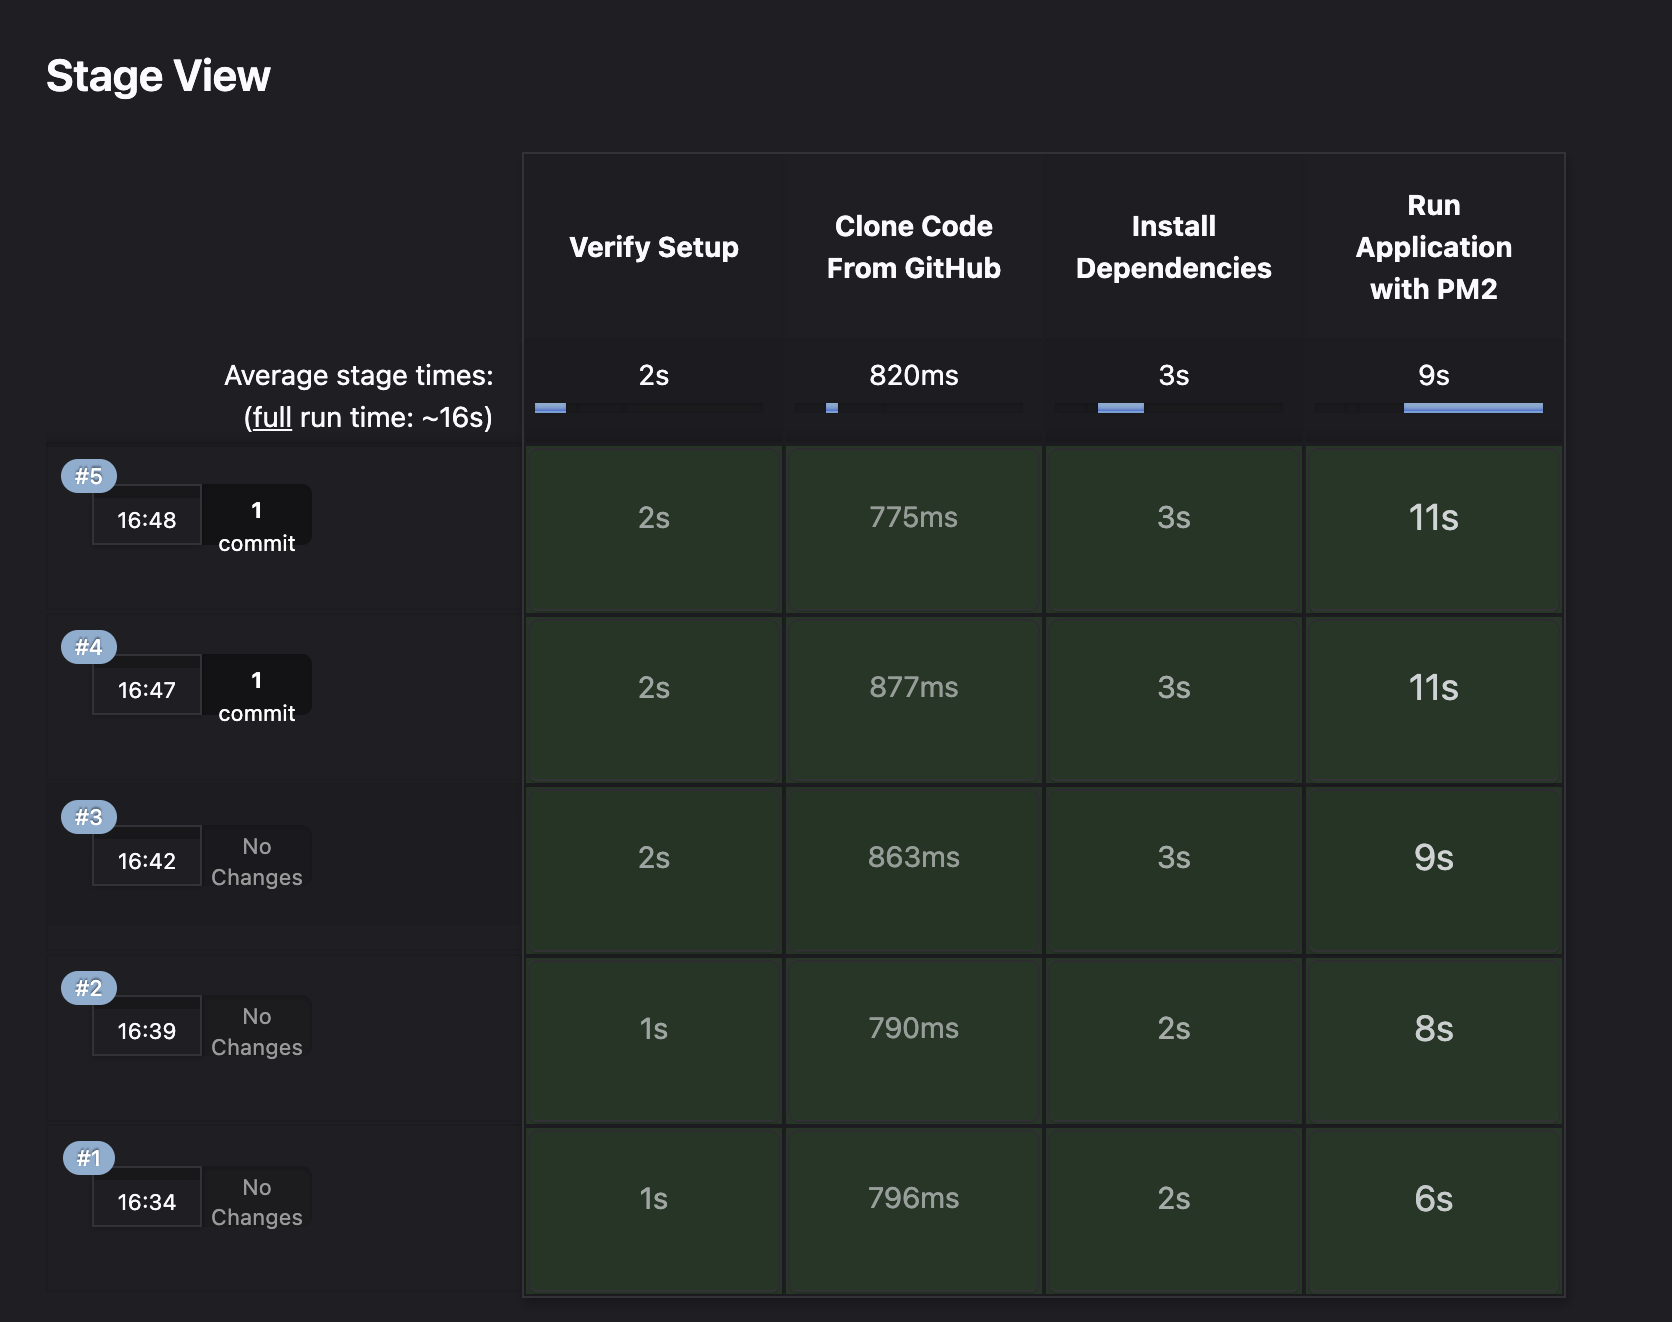 Stage View
Verify Setup
Clone Code
From GitHub
Install
Dependencies
Run
Application
with PM2
Average stage times:
(full run time: ~16s)
2s
820ms
3s
9s
#5
16:48
1
commit
2s
775ms
3s
11s
#4
16:47
1
commit
2s
877ms
3s
11s
#3
16:42
No
Changes
2s
863ms
3s
9s
#2
16:39
No
Changes
1s
790ms
2s
8s
#1
16:34
No
Changes
1s
796ms
2s
6s